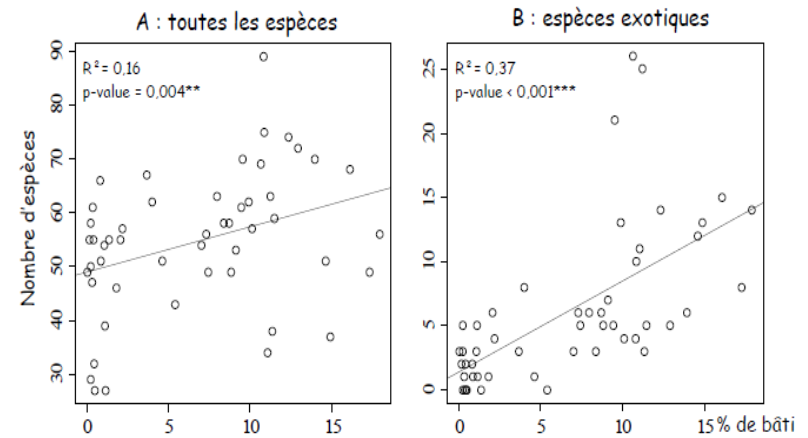 A : toutes les espèces
R² = 0,16
p-value = 0,004**
Nombre d'espèces
90
80
70
60
50
40
30
0 5 10 15
B : espèces exotiques
R² = 0,37
p-value < 0,001***
25
20
15
10
5
0
0 5 10 15 % de bâti